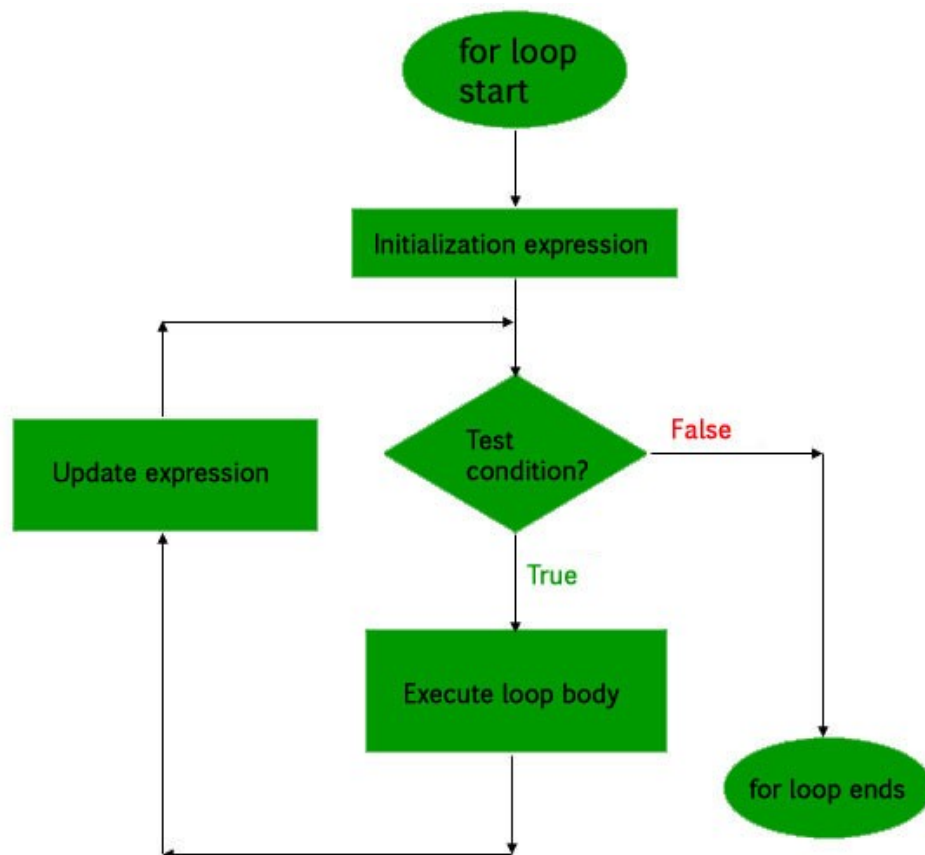 for loop
start
Initialization expression
Test
condition?
False
Update expression
True
Execute loop body
for loop ends